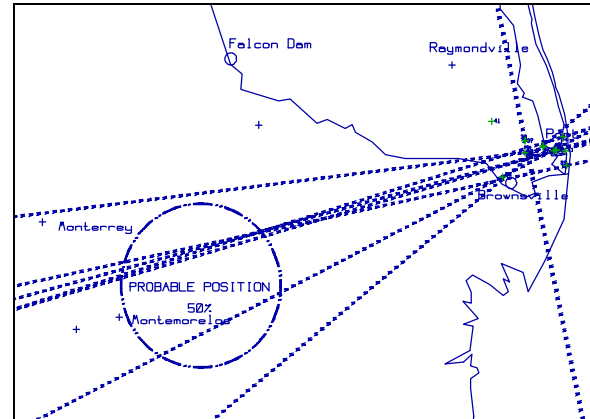 Falcon Dam
Raymondville
Brownsville
Monterrey
PROBABLE POSITION
50%
Montemorelos